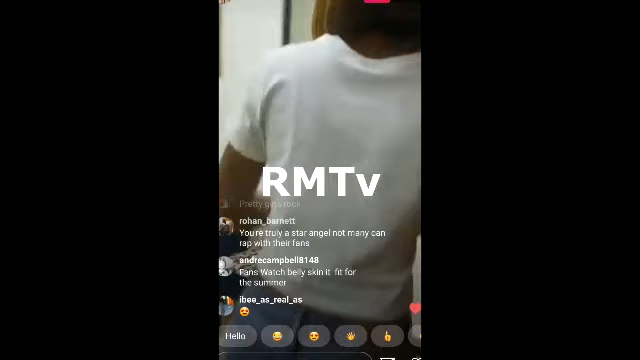 RMTv
Pretty girls rock
rohan_barnett
You're truly a star angel not many can
rap with their fans
andrecampbell8148
Fans Watch belly skin it fit for
the summer
ibee_as_real_as
😍
Hello 😂 😍 👋 👍